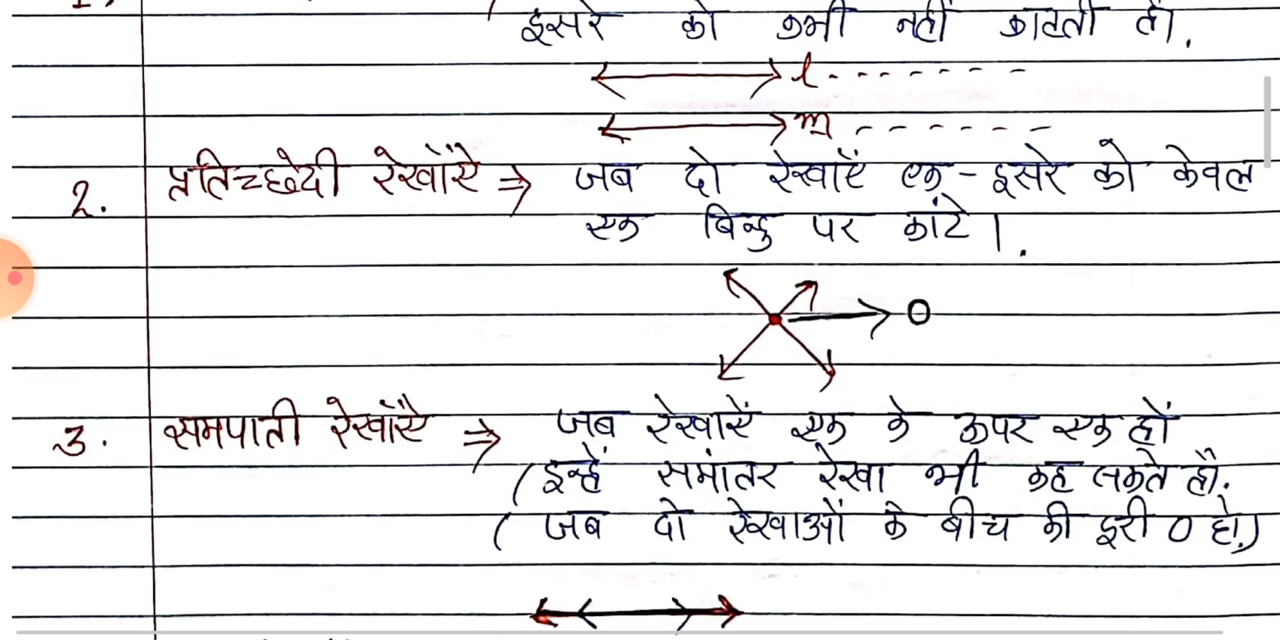 दूसरे को कभी नहीं काटती हो.
l
m
2. प्रतिच्छेदी रेखाँऐ ⇒ जब दो रेखाएँ एक-दूसरे को केवल
एक बिन्दु पर काटे।
O
3. समपाती रेखाँऐ ⇒ जब रेखाऐं एक के ऊपर एक हों
(इन्हें समांतर रेखा भी कह सकते हैं.
(जब दो रेखाओं के बीच की दूरी 0 हो.)